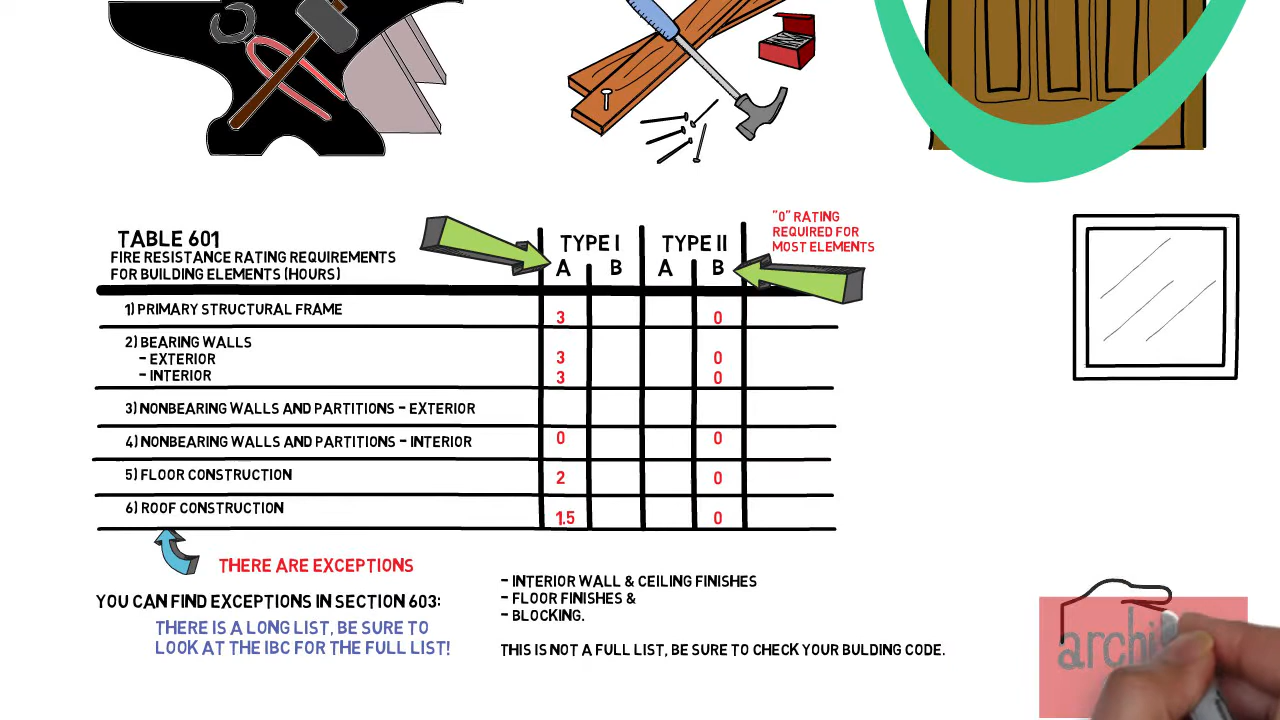 TABLE 601
FIRE RESISTANCE RATING REQUIREMENTS
FOR BUILDING ELEMENTS (HOURS)
TYPE I TYPE II
A B A B
"0" RATING
REQUIRED FOR
MOST ELEMENTS
1) PRIMARY STRUCTURAL FRAME 3 0
2) BEARING WALLS
- EXTERIOR 3 0
- INTERIOR 3 0
3) NONBEARING WALLS AND PARTITIONS - EXTERIOR
4) NONBEARING WALLS AND PARTITIONS - INTERIOR 0 0
5) FLOOR CONSTRUCTION 2 0
6) ROOF CONSTRUCTION 1.5 0
THERE ARE EXCEPTIONS
YOU CAN FIND EXCEPTIONS IN SECTION 603:
THERE IS A LONG LIST, BE SURE TO
LOOK AT THE IBC FOR THE FULL LIST!
- INTERIOR WALL & CEILING FINISHES
- FLOOR FINISHES &
- BLOCKING.
THIS IS NOT A FULL LIST, BE SURE TO CHECK YOUR BULDING CODE.